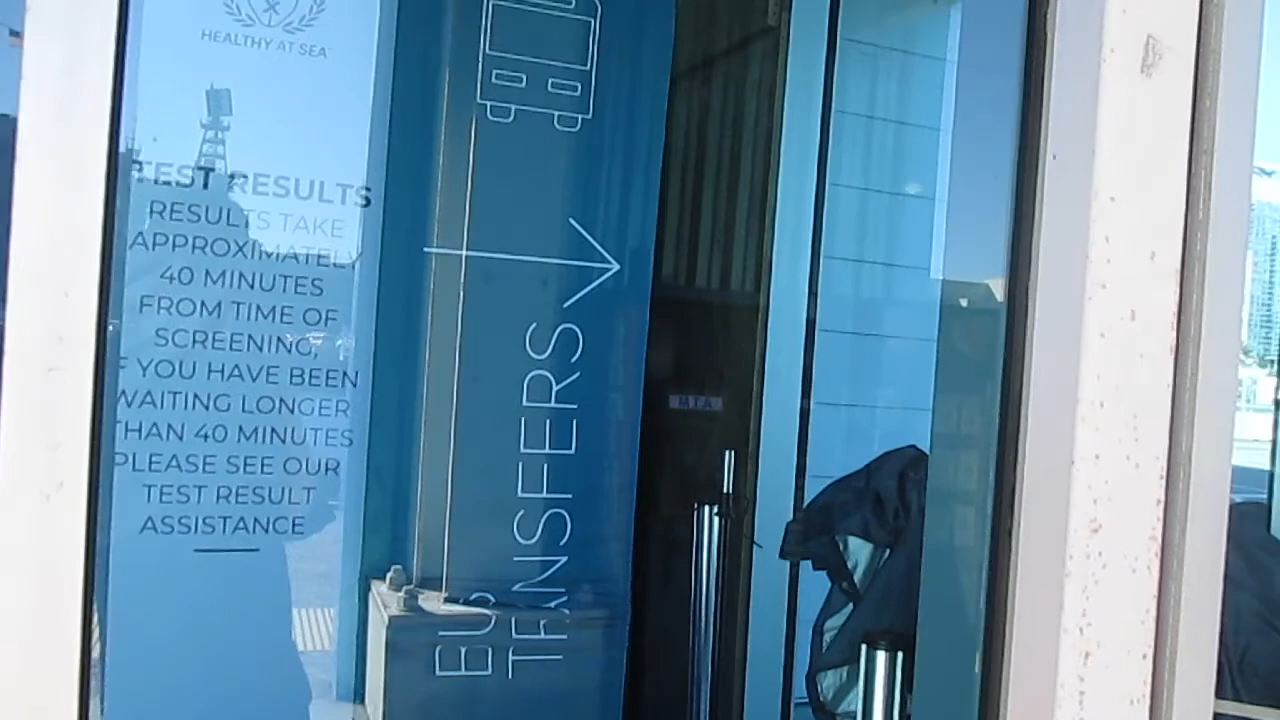 HEALTHY AT SEA
TEST RESULTS
RESULTS TAKE
APPROXIMATELY
40 MINUTES
FROM TIME OF
SCREENING,
F YOU HAVE BEEN
WAITING LONGER
THAN 40 MINUTES
PLEASE SEE OUR
TEST RESULT
ASSISTANCE
BUS
TRANSFERS
M.I.A.